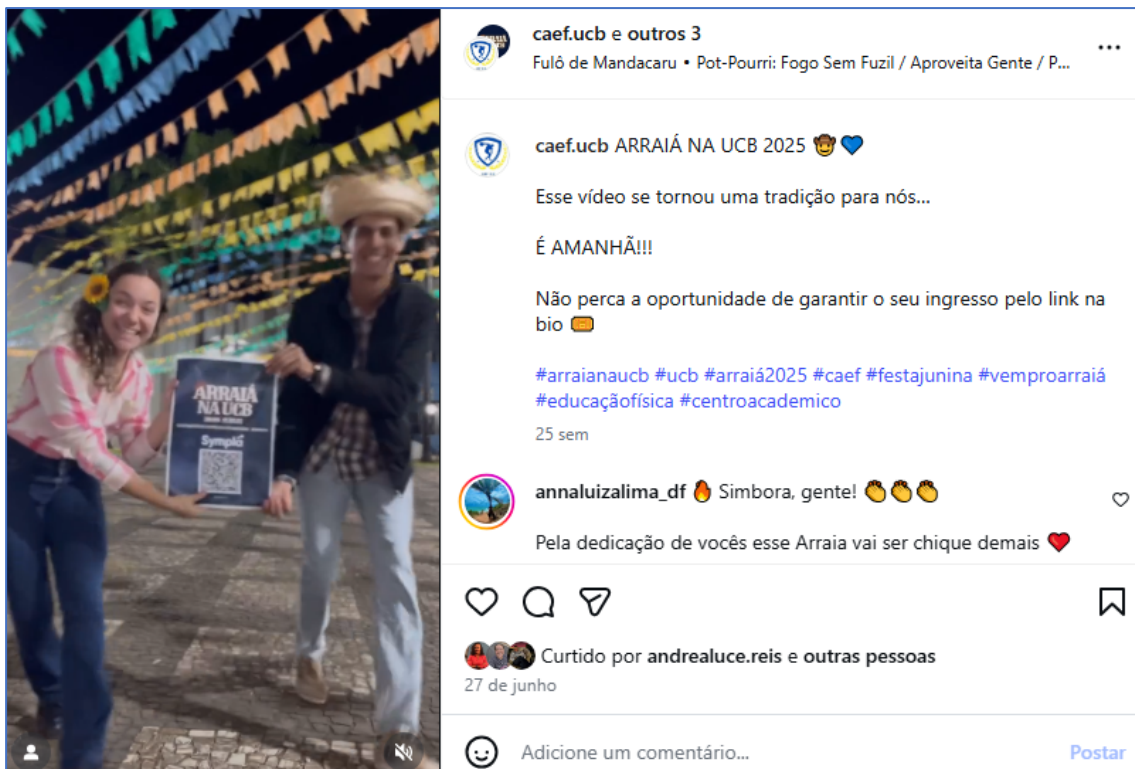 caef.ucb e outros 3
Fulô de Mandacaru • Pot-Pourri: Fogo Sem Fuzil / Aproveita Gente / P...
caef.ucb ARRAIÁ NA UCB 2025 🤠 💙
Esse vídeo se tornou uma tradição para nós...
É AMANHÃ!!!
Não perca a oportunidade de garantir o seu ingresso pelo link na
bio 🎫
#arraianaucb #ucb #arraiá2025 #caef #festajunina #vemproarraiá
#educaçãofísica #centroacademico
25 sem
annaluizalima_df 🔥 Simbora, gente! 👏👏👏
Pela dedicação de vocês esse Arraia vai ser chique demais ❤️
Curtido por andrealuce.reis e outras pessoas
27 de junho
Adicione um comentário...
Postar
ARRAIÁ
NA UCB
Sympla